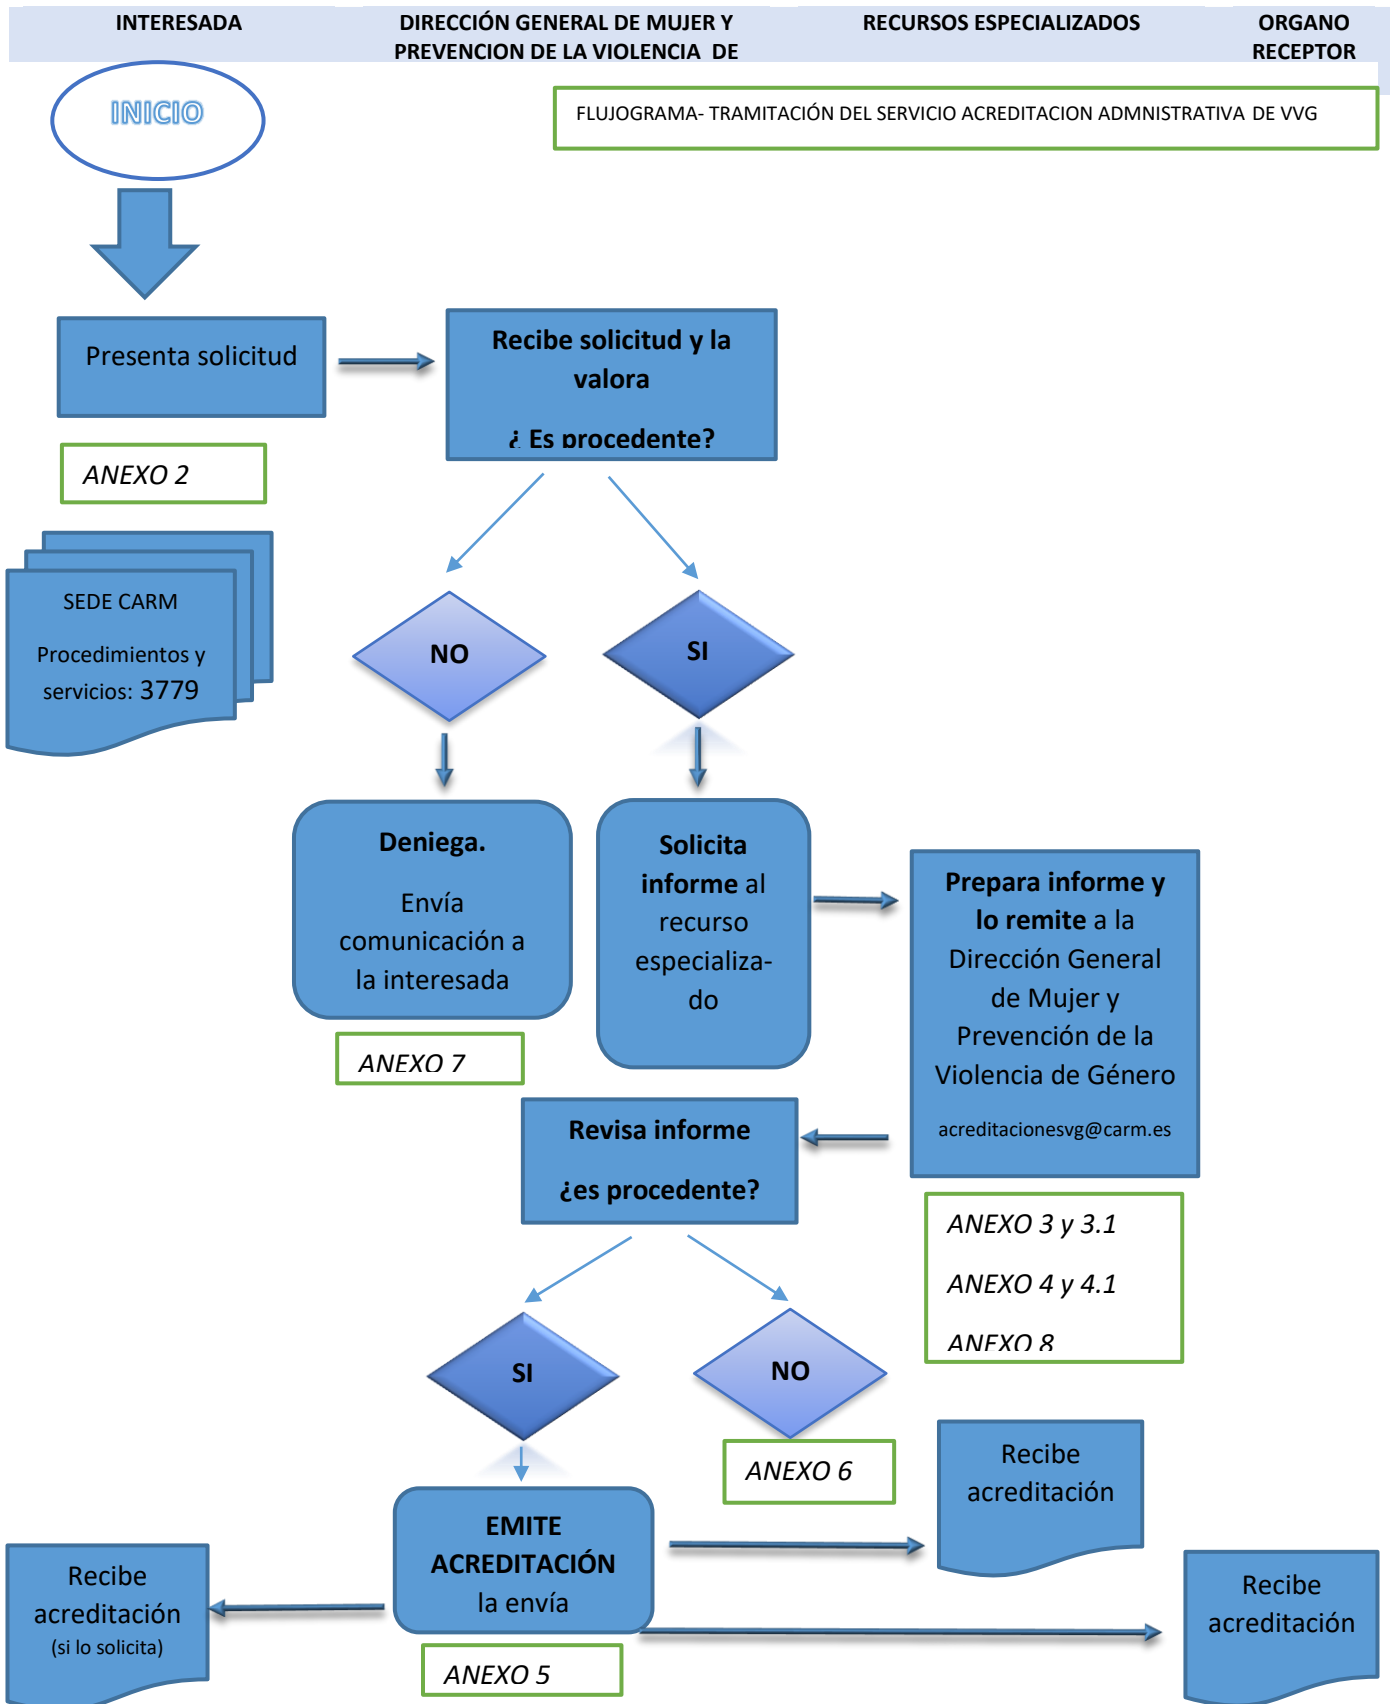 INTERESADA
DIRECCIÓN GENERAL DE MUJER Y
PREVENCION DE LA VIOLENCIA DE
RECURSOS ESPECIALIZADOS
ORGANO
RECEPTOR
INICIO
FLUJOGRAMA- TRAMITACIÓN DEL SERVICIO ACREDITACION ADMNISTRATIVA DE VVG
Presenta solicitud
Recibe solicitud y la
valora
¿ Es procedente?
ANEXO 2
SEDE CARM
Procedimientos y
servicios: 3779
NO
SI
Deniega.
Envía
comunicación a
la interesada
Solicita
informe al
recurso
especializa-
do
Prepara informe y
lo remite a la
Dirección General
de Mujer y
Prevención de la
Violencia de Género
acreditacionesvg@carm.es
ANEXO 7
Revisa informe
¿es procedente?
ANEXO 3 y 3.1
ANEXO 4 y 4.1
ANEXO 8
SI
NO
ANEXO 6
Recibe
acreditación
EMITE
ACREDITACIÓN
la envía
Recibe
acreditación
(si lo solicita)
Recibe
acreditación
ANEXO 5